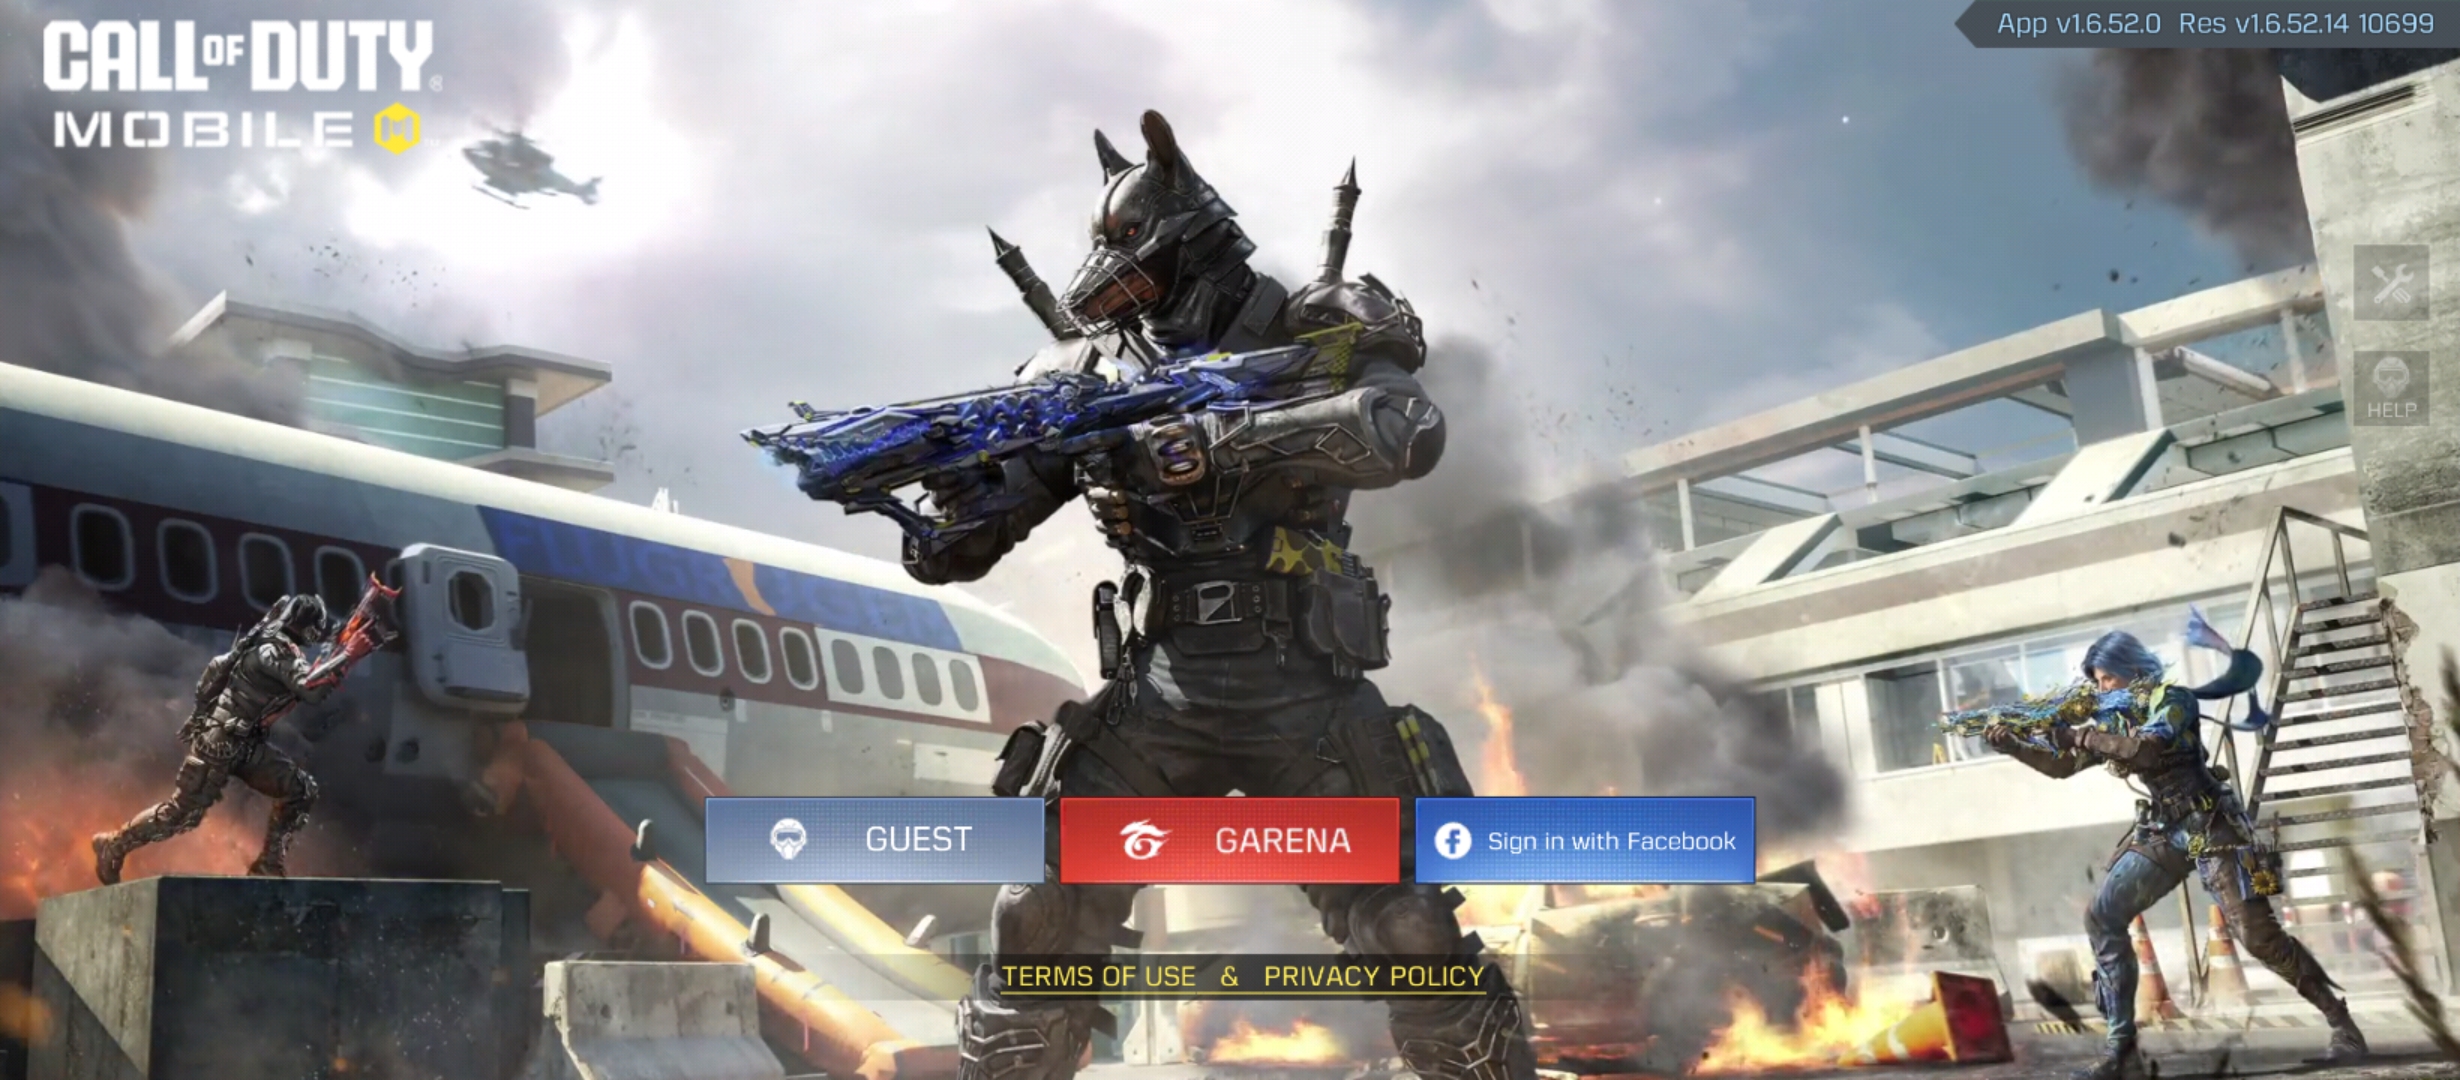 CALL OF DUTY
MOBILE
App v1.6.52.0 Res v1.6.52.14 10699
HELP
GUEST
GARENA
Sign in with Facebook
TERMS OF USE & PRIVACY POLICY